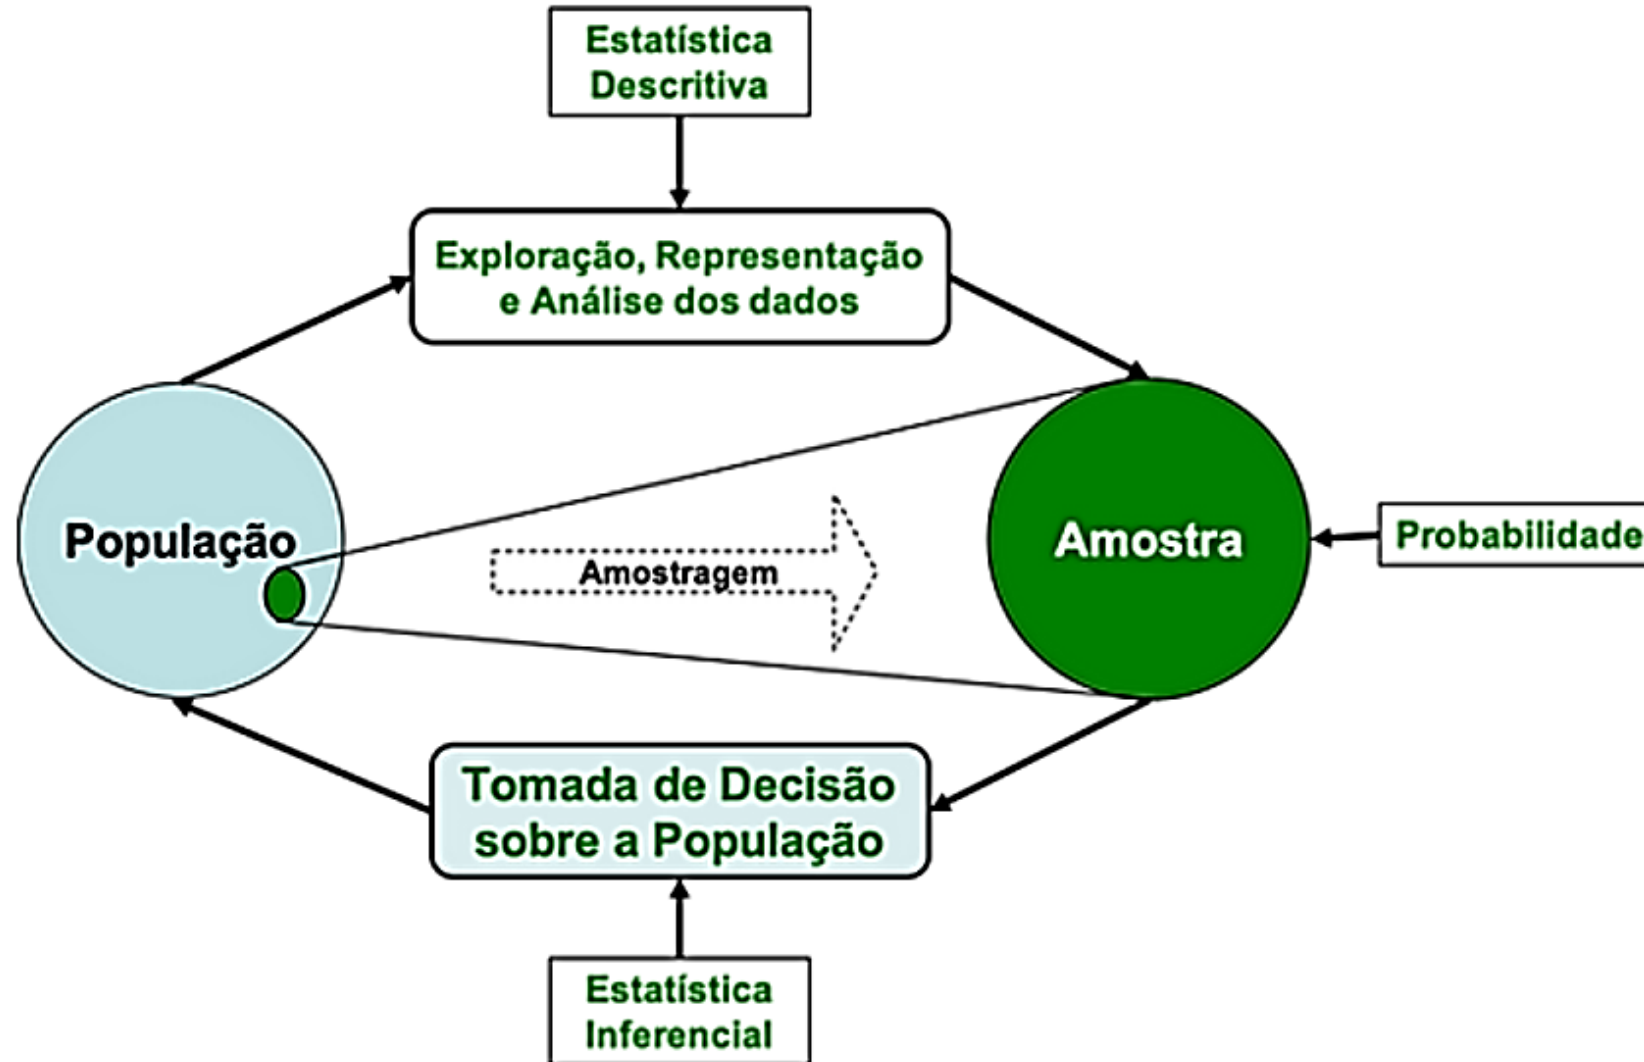 Estatística
Descritiva
Exploração, Representação
e Análise dos dados
População
Amostragem
Amostra
Probabilidade
Tomada de Decisão
sobre a População
Estatística
Inferencial